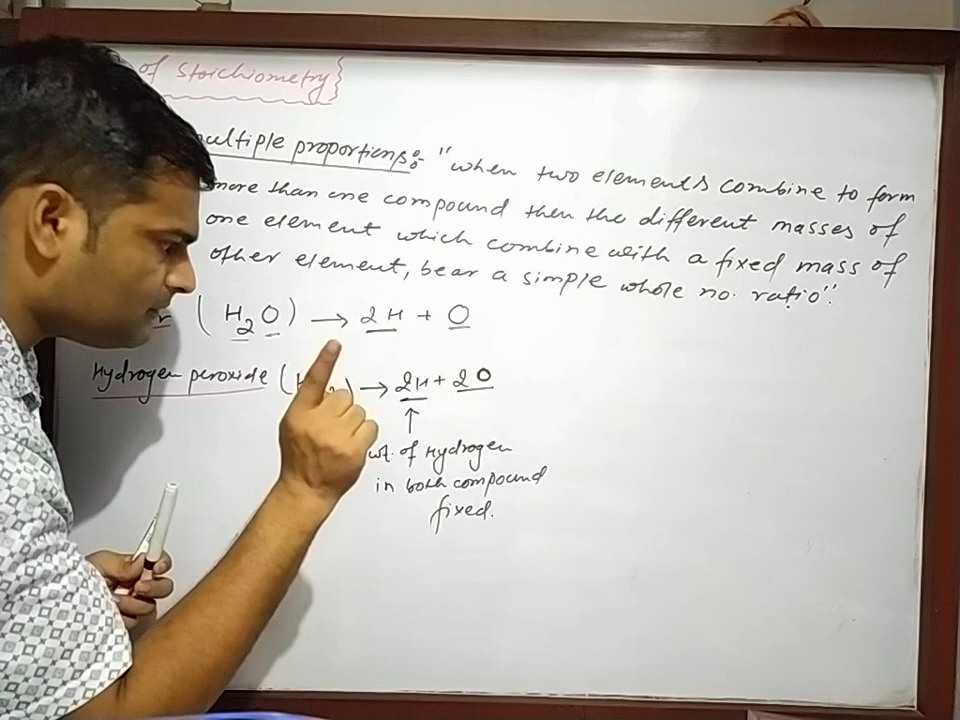 of Stoichiometry}
multiple proportions: "when two elements combine to form
more than one compound then the different masses of
one element which combine with a fixed mass of
other element, bear a simple whole no. ratio".
(H2O) → 2H + O
Hydrogen peroxide ( ) → 2H + 2O
↑
wt. of Hydrogen
in both compound
fixed.